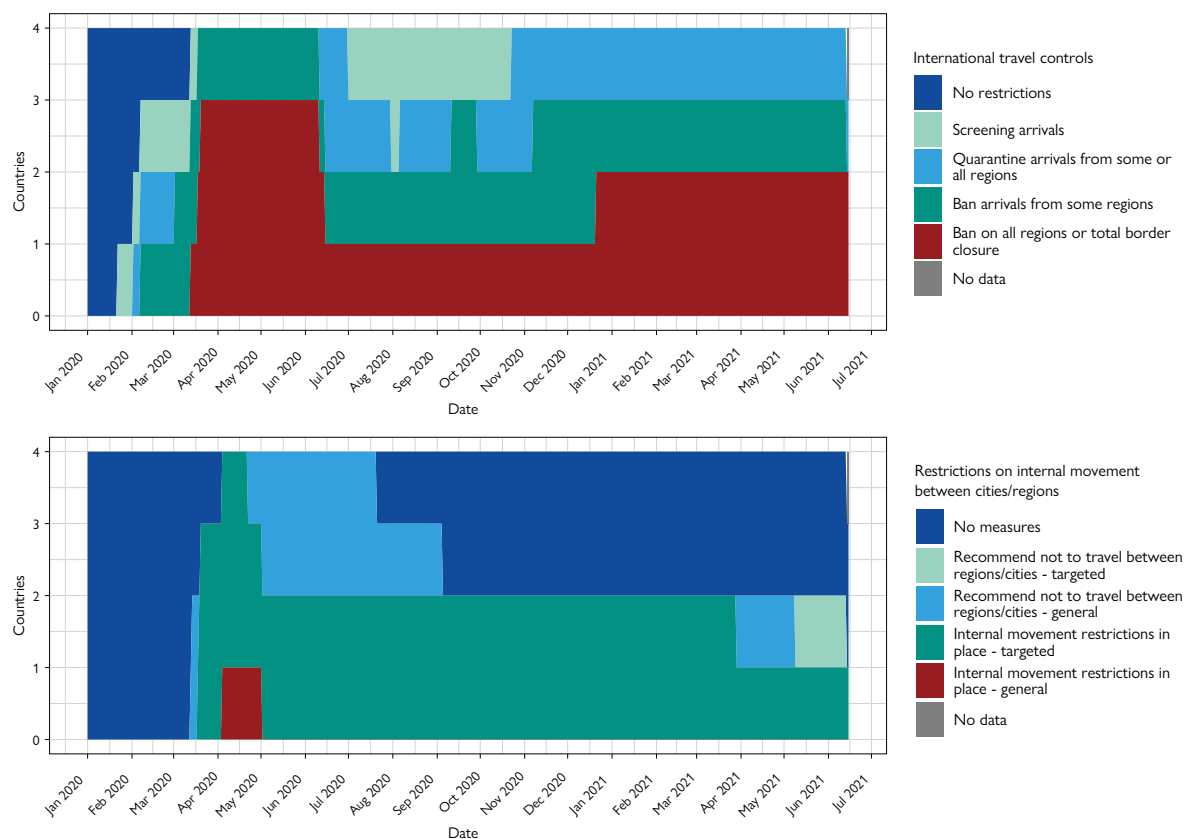 4
3
2
1
0
Countries
Jan 2020
Feb 2020
Mar 2020
Apr 2020
May 2020
Jun 2020
Jul 2020
Aug 2020
Sep 2020
Oct 2020
Nov 2020
Dec 2020
Jan 2021
Feb 2021
Mar 2021
Apr 2021
May 2021
Jun 2021
Jul 2021
Date
International travel controls
No restrictions
Screening arrivals
Quarantine arrivals from some or
all regions
Ban arrivals from some regions
Ban on all regions or total border
closure
No data
4
3
2
1
0
Countries
Jan 2020
Feb 2020
Mar 2020
Apr 2020
May 2020
Jun 2020
Jul 2020
Aug 2020
Sep 2020
Oct 2020
Nov 2020
Dec 2020
Jan 2021
Feb 2021
Mar 2021
Apr 2021
May 2021
Jun 2021
Jul 2021
Date
Restrictions on internal movement
between cities/regions
No measures
Recommend not to travel between
regions/cities - targeted
Recommend not to travel between
regions/cities - general
Internal movement restrictions in
place - targeted
Internal movement restrictions in
place - general
No data